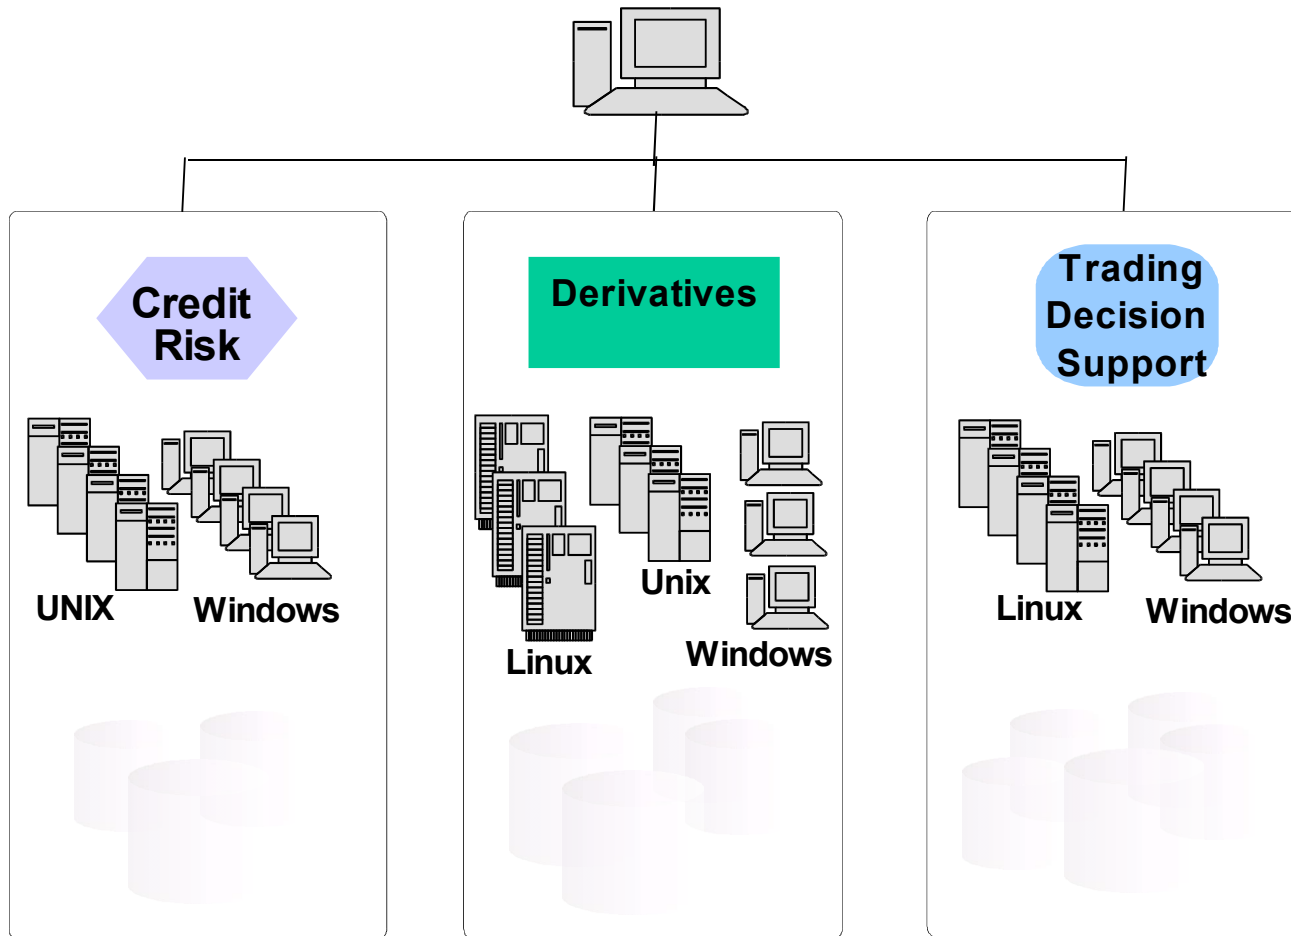 Credit
Risk
Derivatives
Trading
Decision
Support
UNIX
Windows
Linux
Unix
Windows
Linux
Windows